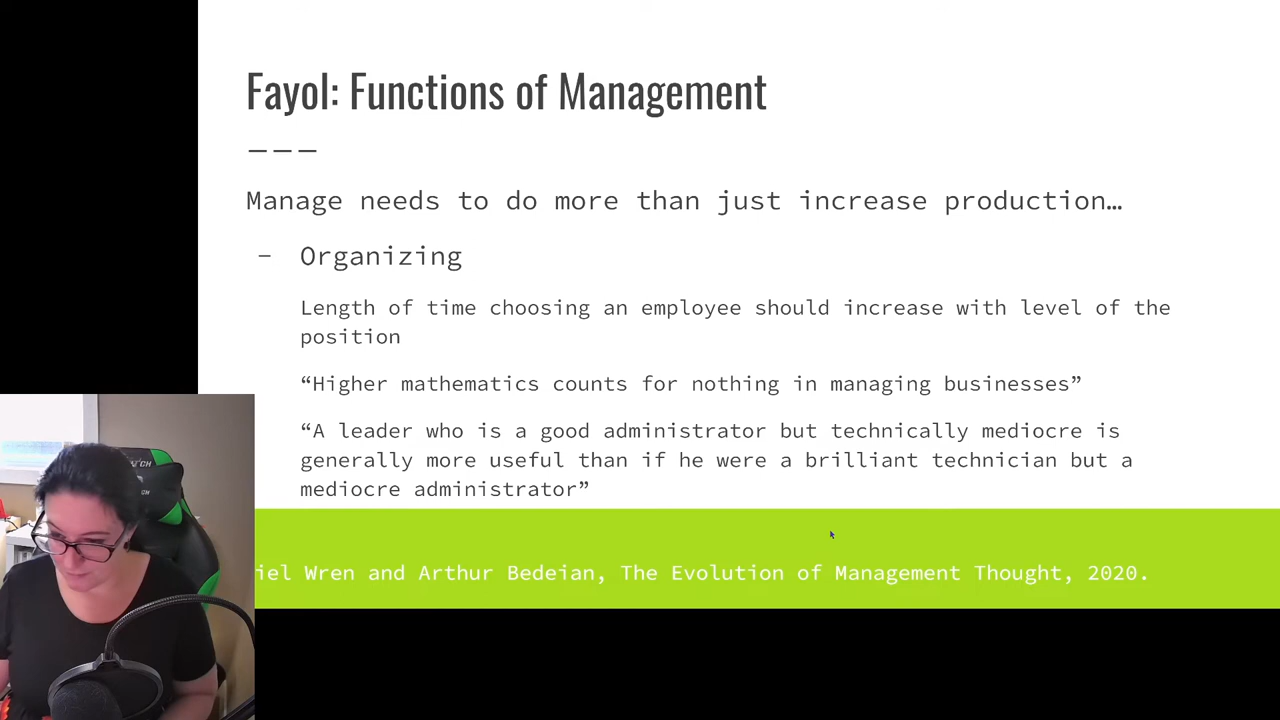 Fayol: Functions of Management
Manage needs to do more than just increase production…
– Organizing
Length of time choosing an employee should increase with level of the
position
“Higher mathematics counts for nothing in managing businesses”
“A leader who is a good administrator but technically mediocre is
generally more useful than if he were a brilliant technician but a
mediocre administrator”
iel Wren and Arthur Bedeian, The Evolution of Management Thought, 2020.